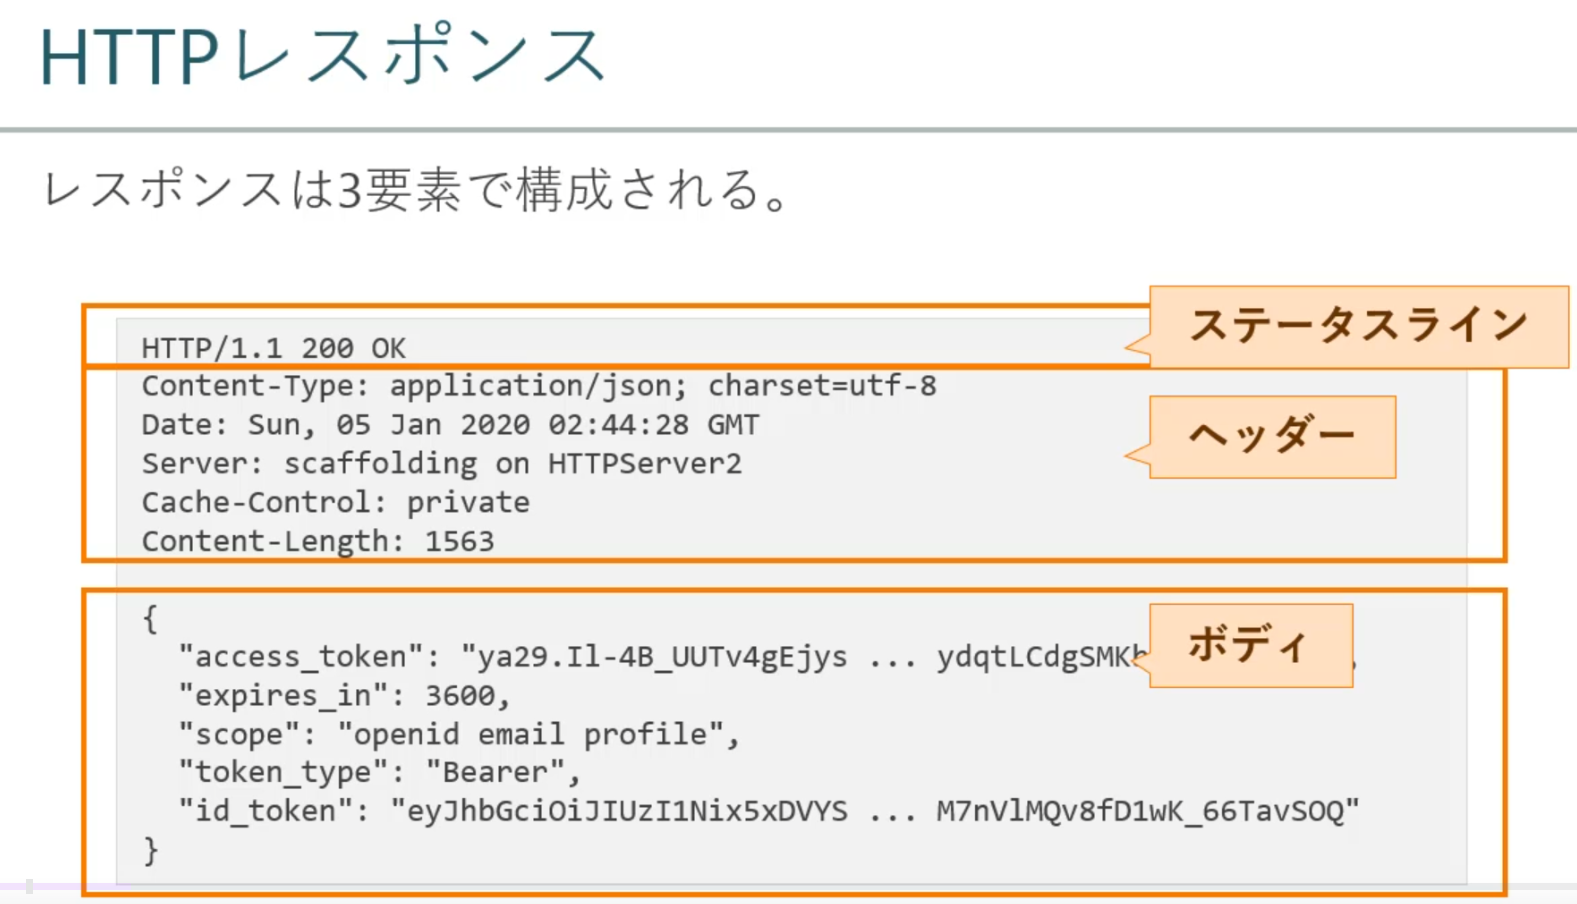 HTTPレスポンス
レスポンスは3要素で構成される。
ステータスライン
HTTP/1.1 200 OK
Content-Type: application/json; charset=utf-8
Date: Sun, 05 Jan 2020 02:44:28 GMT
ヘッダー
Server: scaffolding on HTTPServer2
Cache-Control: private
Content-Length: 1563
{
ボディ
"access_token": "ya29.Il-4B_UUTv4gEjys ...
"expires_in": 3600,
"scope": "openid email profile",
"token_type": "Bearer",
"id_token": "eyJhbGciOiJIUzI1Nix5xDVYS ... M7nVlMQv8fD1wK_66TavSOQ"
}